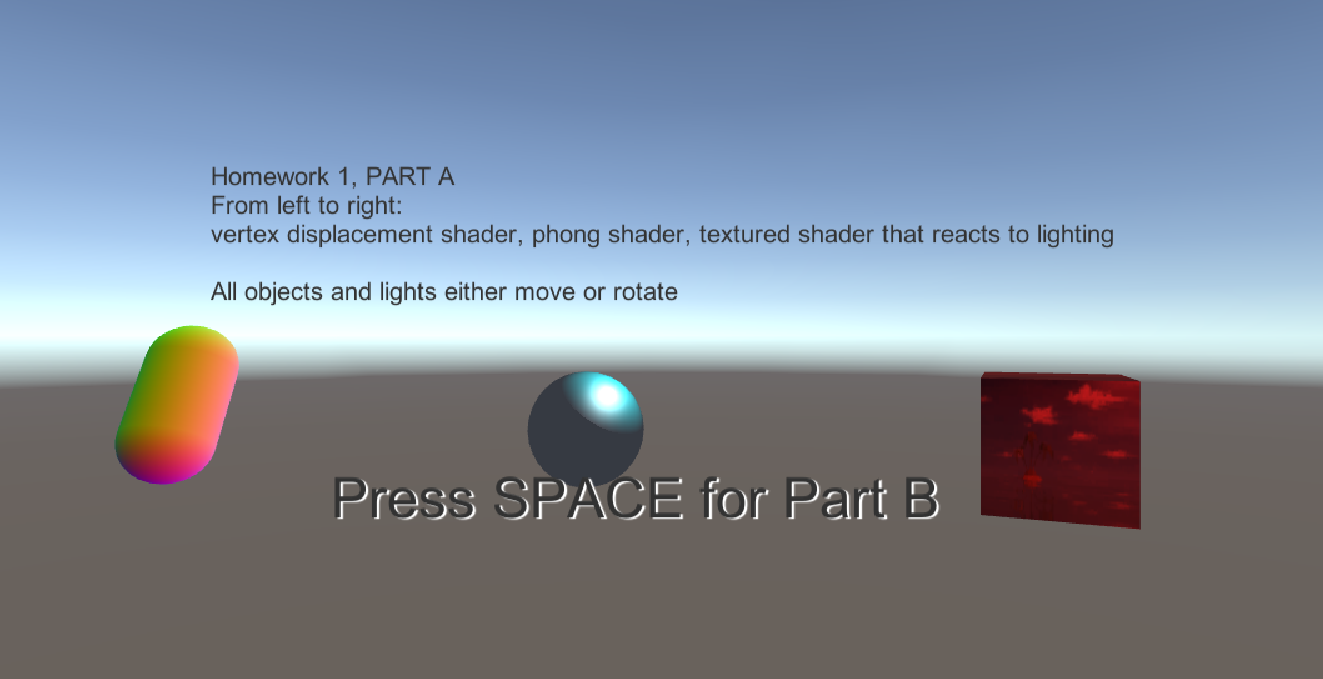 Homework 1, PART A
From left to right:
vertex displacement shader, phong shader, textured shader that reacts to lighting
All objects and lights either move or rotate
Press SPACE for Part B